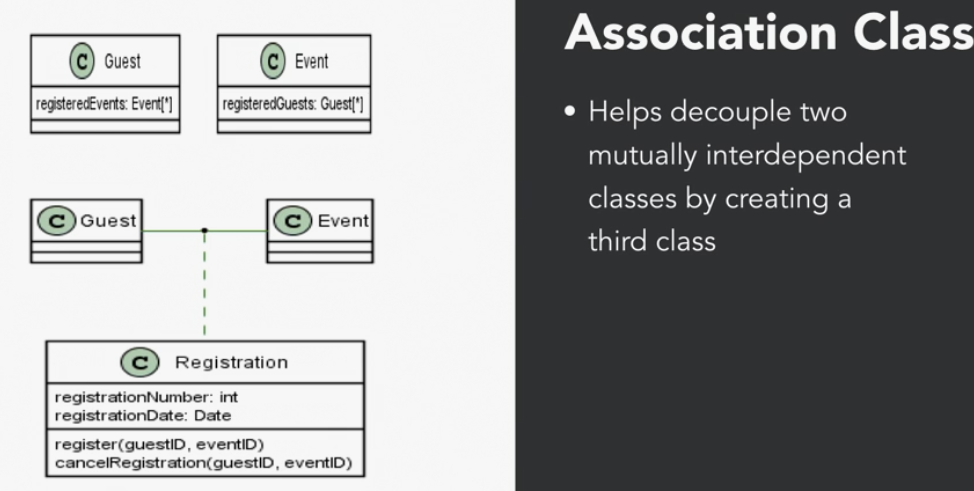 C Guest
registeredEvents: Event[*]
C Event
registeredGuests: Guest[*]
C Guest
C Event
C Registration
registrationNumber: int
registrationDate: Date
register(guestID, eventID)
cancelRegistration(guestID, eventID)
Association Class
• Helps decouple two
mutually interdependent
classes by creating a
third class